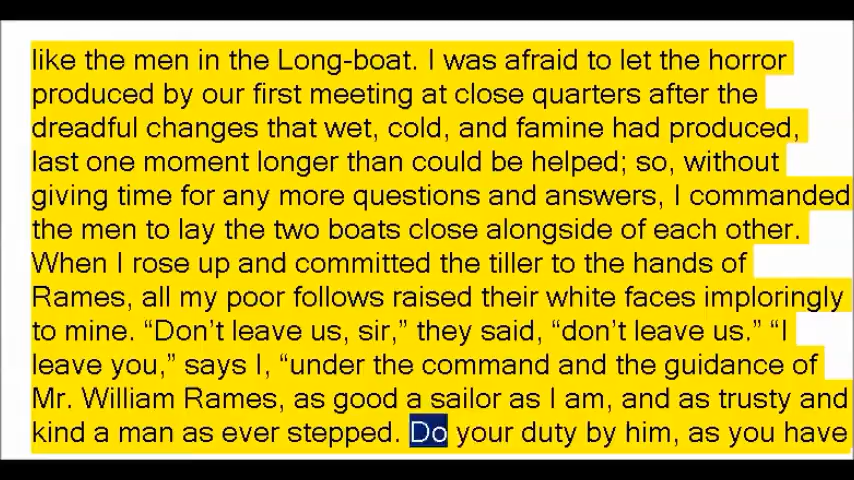 like the men in the Long-boat. I was afraid to let the horror
produced by our first meeting at close quarters after the
dreadful changes that wet, cold, and famine had produced,
last one moment longer than could be helped; so, without
giving time for any more questions and answers, I commanded
the men to lay the two boats close alongside of each other.
When I rose up and committed the tiller to the hands of
Rames, all my poor follows raised their white faces imploringly
to mine. “Don’t leave us, sir,” they said, “don’t leave us.” “I
leave you,” says I, “under the command and the guidance of
Mr. William Rames, as good a sailor as I am, and as trusty and
kind a man as ever stepped. Do your duty by him, as you have